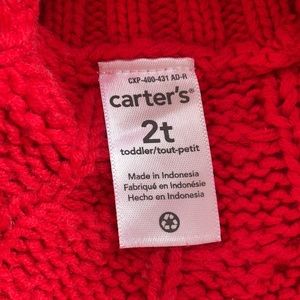 CXP-400-431 AD-R
carter's®
2t
toddler/tout-petit
Made in Indonesia
Fabriqué en Indonésie
Hecho en Indonesia